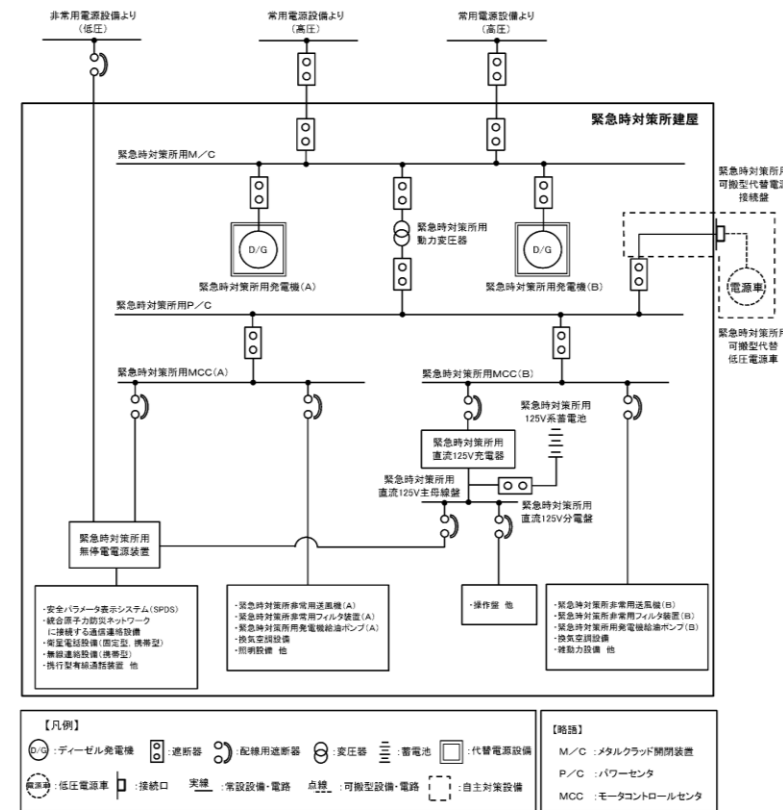 非常用電源設備より
(低圧)
常用電源設備より
(高圧)
常用電源設備より
(高圧)
緊急時対策所建屋
緊急時対策所用M/C
緊急時対策所用
可搬型代替電源
接続盤
D/G
緊急時対策所用
動力変圧器
D/G
電源車
緊急時対策所用発電機(A)
緊急時対策所用発電機(B)
緊急時対策所用P/C
緊急時対策所用
可搬型代替
低圧電源車
緊急時対策所用MCC(A)
緊急時対策所用MCC(B)
緊急時対策所用
125V系蓄電池
緊急時対策所用
直流125V充電器
緊急時対策所用
直流125V主母線盤
緊急時対策所用
直流125V分電盤
緊急時対策所用
無停電電源装置
・安全パラメータ表示システム(SPDS)
・統合原子力防災ネットワーク
に接続する通信連絡設備
・衛星電話設備(固定型，携帯型)
・無線連絡設備(携帯型)
・携行型有線通話装置 他
・緊急時対策所非常用送風機(A)
・緊急時対策所非常用フィルタ装置(A)
・緊急時対策所用発電機給油ポンプ(A)
・換気空調設備
・照明設備 他
・操作盤 他
・緊急時対策所非常用送風機(B)
・緊急時対策所非常用フィルタ装置(B)
・緊急時対策所用発電機給油ポンプ(B)
・換気空調設備
・雑動力設備 他
【凡例】
D/G :ディーゼル発電機 :遮断器 :配線用遮断器 :変圧器 :蓄電池 :代替電源設備
電源車 :低圧電源車 :接続口 実線 :常設設備・電路 点線 :可搬型設備・電路 :自主対策設備
【略語】
M/C :メタルクラッド開閉装置
P/C :パワーセンタ
MCC :モータコントロールセンタ